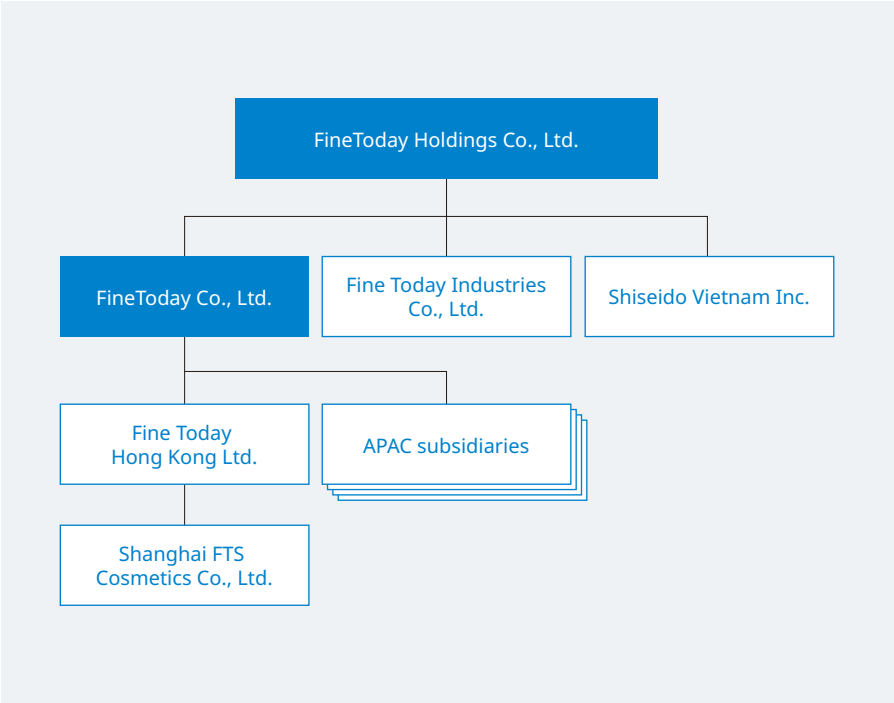 FineToday Holdings Co., Ltd.
FineToday Co., Ltd.
Fine Today Industries
Co., Ltd.
Shiseido Vietnam Inc.
Fine Today
Hong Kong Ltd.
APAC subsidiaries
Shanghai FTS
Cosmetics Co., Ltd.